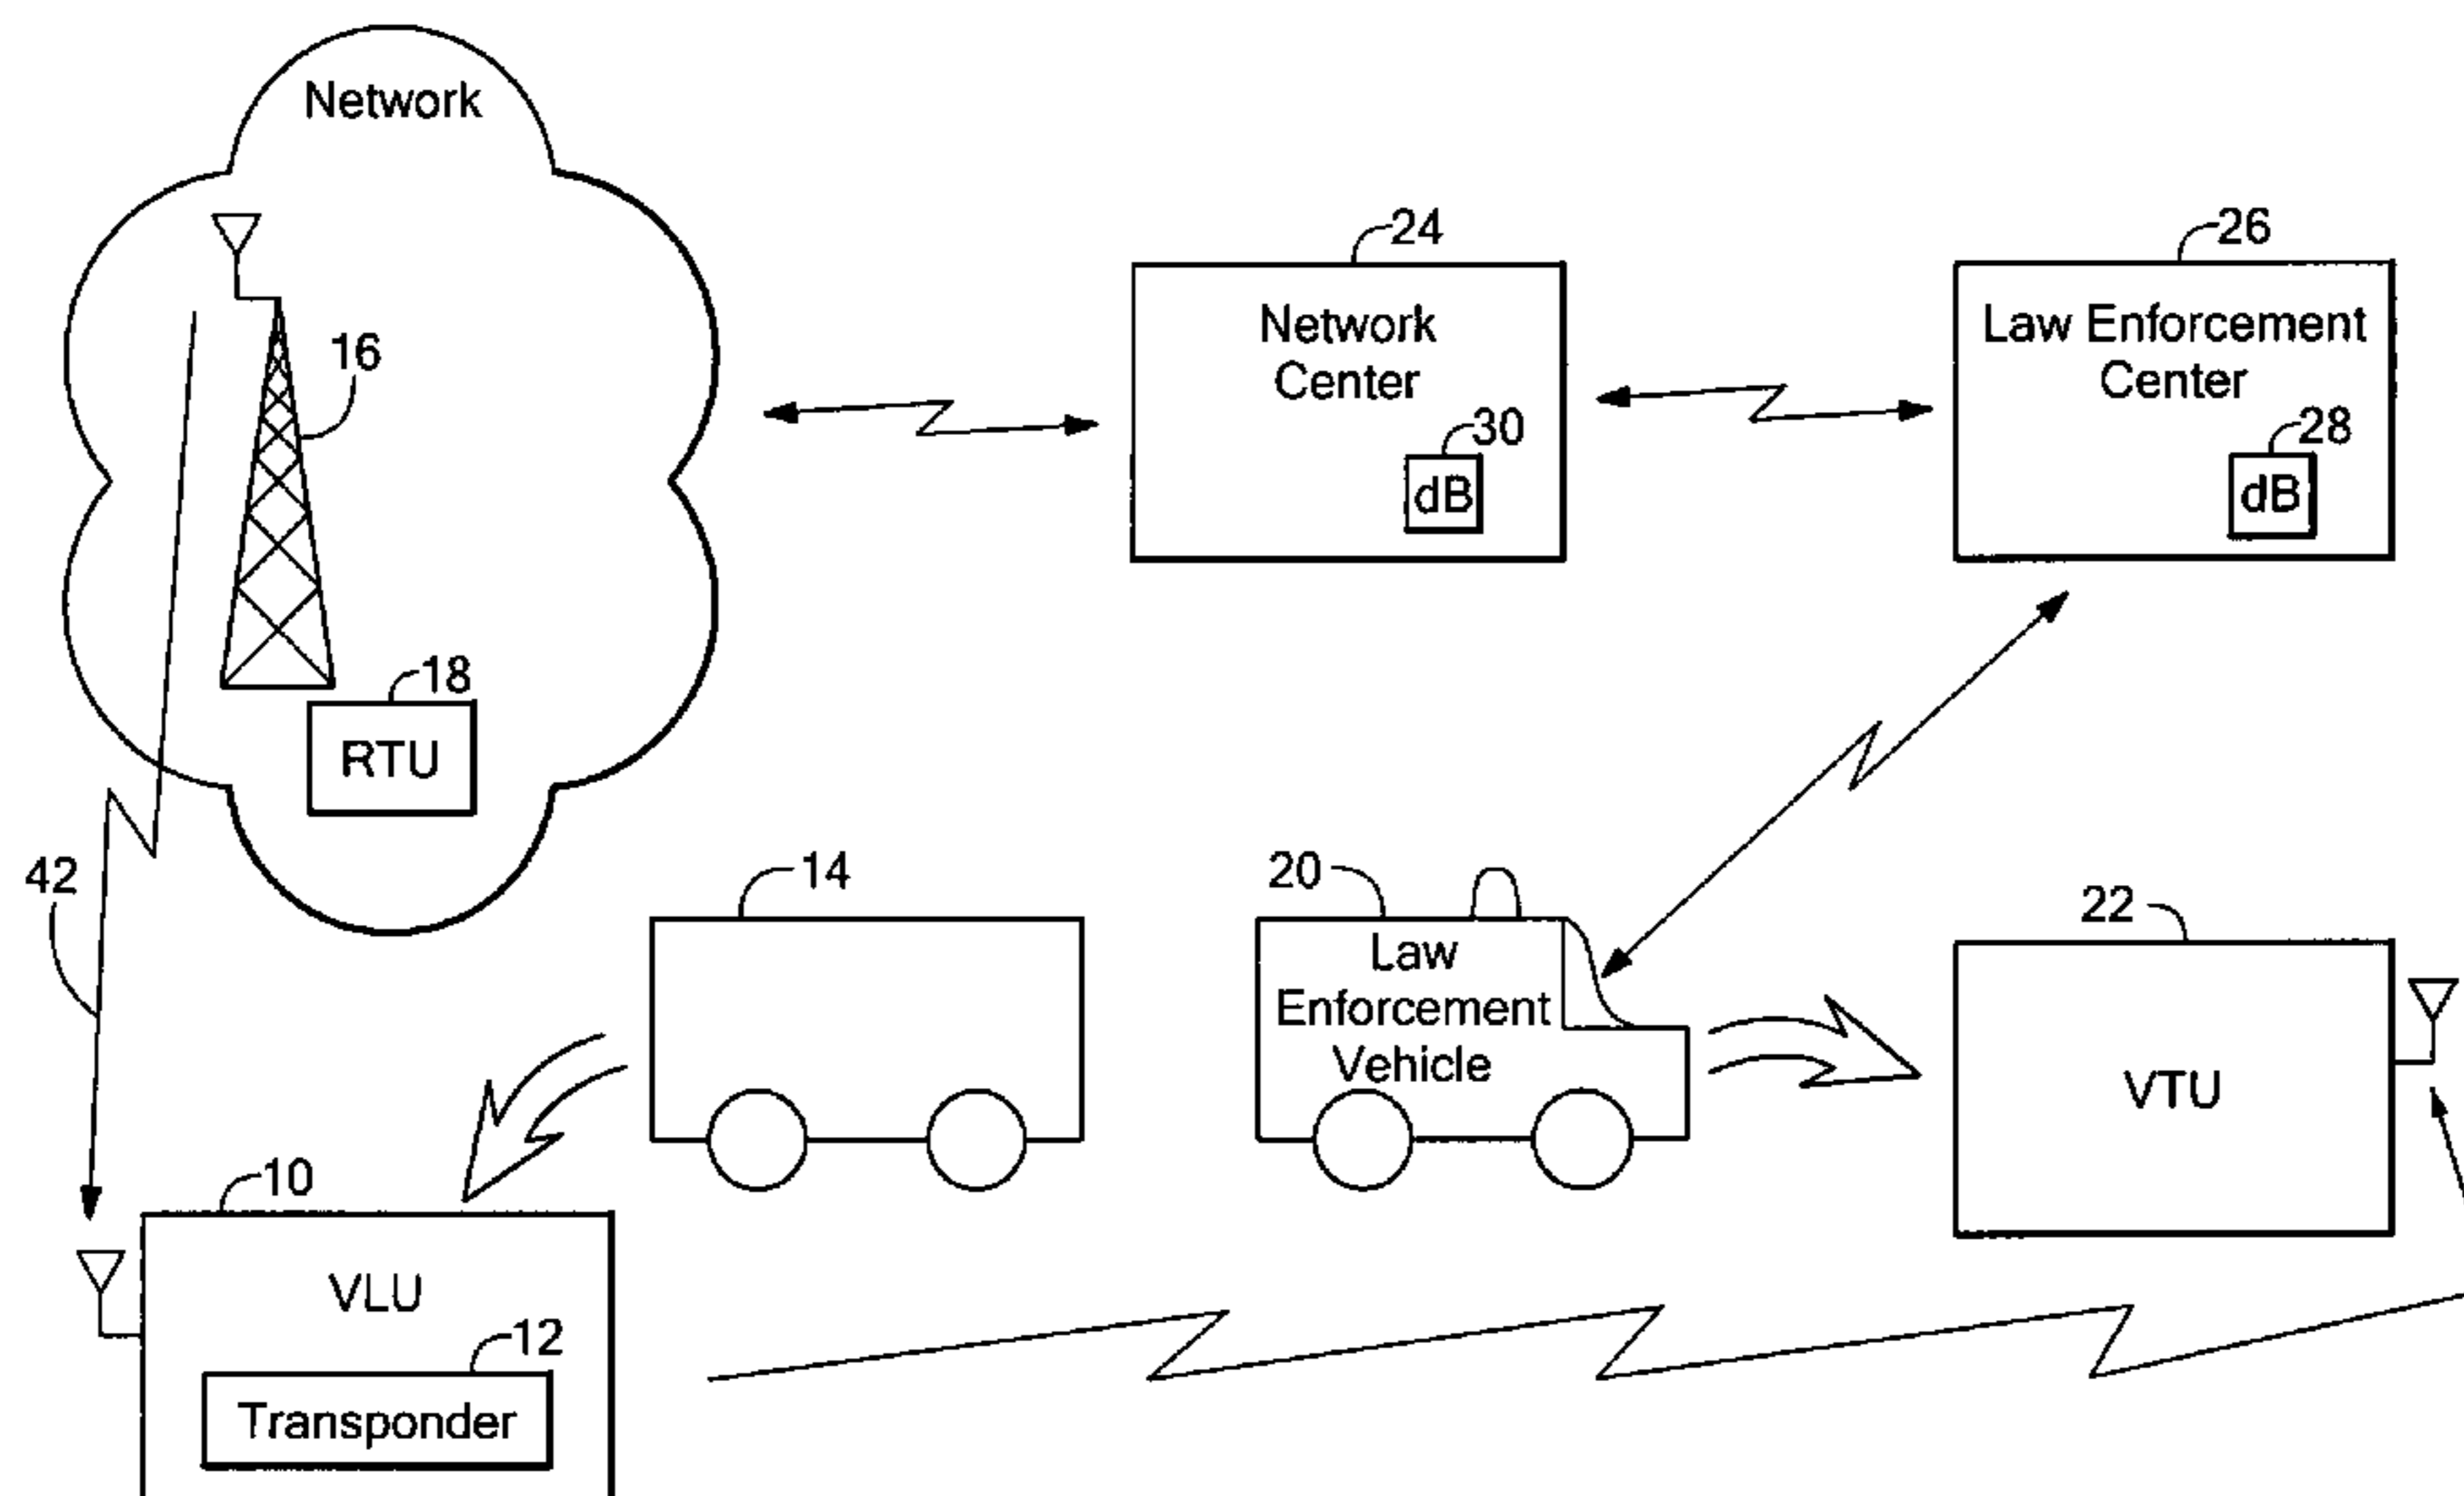 Network
16
18
RTU
42
24
Network
Center
30
dB
26
Law Enforcement
Center
28
dB
14
20
Law
Enforcement
Vehicle
22
VTU
10
VLU
12
Transponder